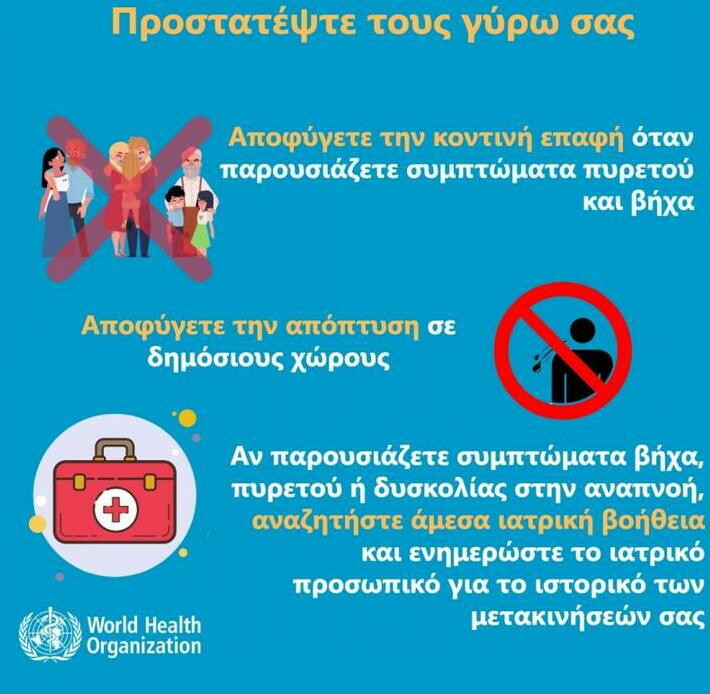 Προστατέψτε τους γύρω σας
Αποφύγετε την κοντινή επαφή όταν
παρουσιάζετε συμπτώματα πυρετού
και βήχα
Αποφύγετε την απόπτυση σε
δημόσιους χώρους
Αν παρουσιάζετε συμπτώματα βήχα,
πυρετού ή δυσκολίας στην αναπνοή,
αναζητήστε άμεσα ιατρική βοήθεια
και ενημερώστε το ιατρικό
προσωπικό για το ιστορικό των
μετακινήσεών σας
World Health
Organization